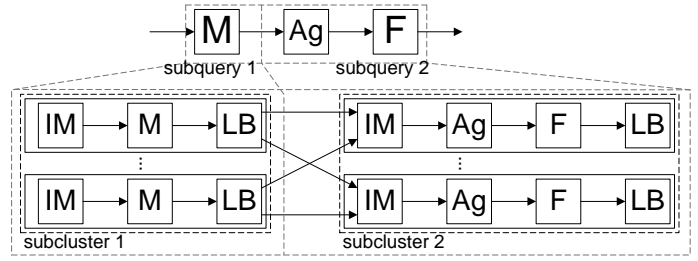 M Ag F
subquery 1 subquery 2
IM M LB IM Ag F LB
... ...
IM M LB IM Ag F LB
subcluster 1 subcluster 2